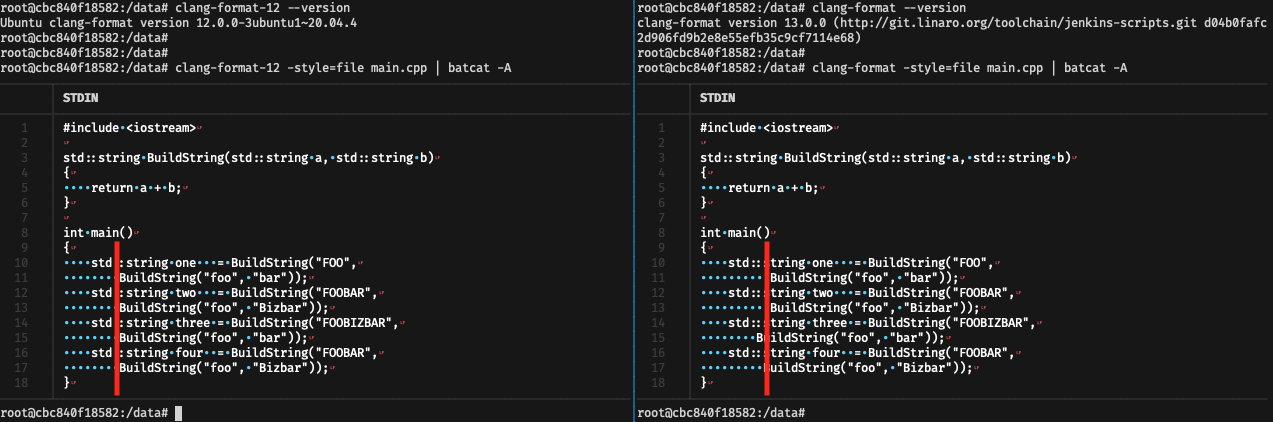 root@cbc840f18582:/data# clang-format-12 --version
Ubuntu clang-format version 12.0.0-3ubuntu1~20.04.4
root@cbc840f18582:/data#
root@cbc840f18582:/data#
root@cbc840f18582:/data# clang-format-12 -style=file main.cpp | batcat -A
STDIN
1 #include·<iostream>␊
2 ␊
3 std::string·BuildString(std::string·a,·std::string·b)␊
4 {␊
5 ····return·a·+·b;␊
6 }␊
7 ␊
8 int·main()␊
9 {␊
10 ····std::string·one···=·BuildString("FOO",␊
11 ········BuildString("foo",·"bar"));␊
12 ····std::string·two···=·BuildString("FOOBAR",␊
13 ········BuildString("foo",·"Bizbar"));␊
14 ····std::string·three·=·BuildString("FOOBIZBAR",␊
15 ········BuildString("foo",·"bar"));␊
16 ····std::string·four··=·BuildString("FOOBAR",␊
17 ········BuildString("foo",·"Bizbar"));␊
18 }␊
root@cbc840f18582:/data#
root@cbc840f18582:/data# clang-format --version
clang-format version 13.0.0 (http://git.linaro.org/toolchain/jenkins-scripts.git d04b0fafc
2d906fd9b2e8e55efb35c9cf7114e68)
root@cbc840f18582:/data#
root@cbc840f18582:/data# clang-format -style=file main.cpp | batcat -A
STDIN
1 #include·<iostream>␊
2 ␊
3 std::string·BuildString(std::string·a,·std::string·b)␊
4 {␊
5 ····return·a·+·b;␊
6 }␊
7 ␊
8 int·main()␊
9 {␊
10 ····std::string·one···=·BuildString("FOO",␊
11 ··········BuildString("foo",·"bar"));␊
12 ····std::string·two···=·BuildString("FOOBAR",␊
13 ··········BuildString("foo",·"Bizbar"));␊
14 ····std::string·three·=·BuildString("FOOBIZBAR",␊
15 ········BuildString("foo",·"bar"));␊
16 ····std::string·four··=·BuildString("FOOBAR",␊
17 ·········BuildString("foo",·"Bizbar"));␊
18 }␊
root@cbc840f18582:/data#